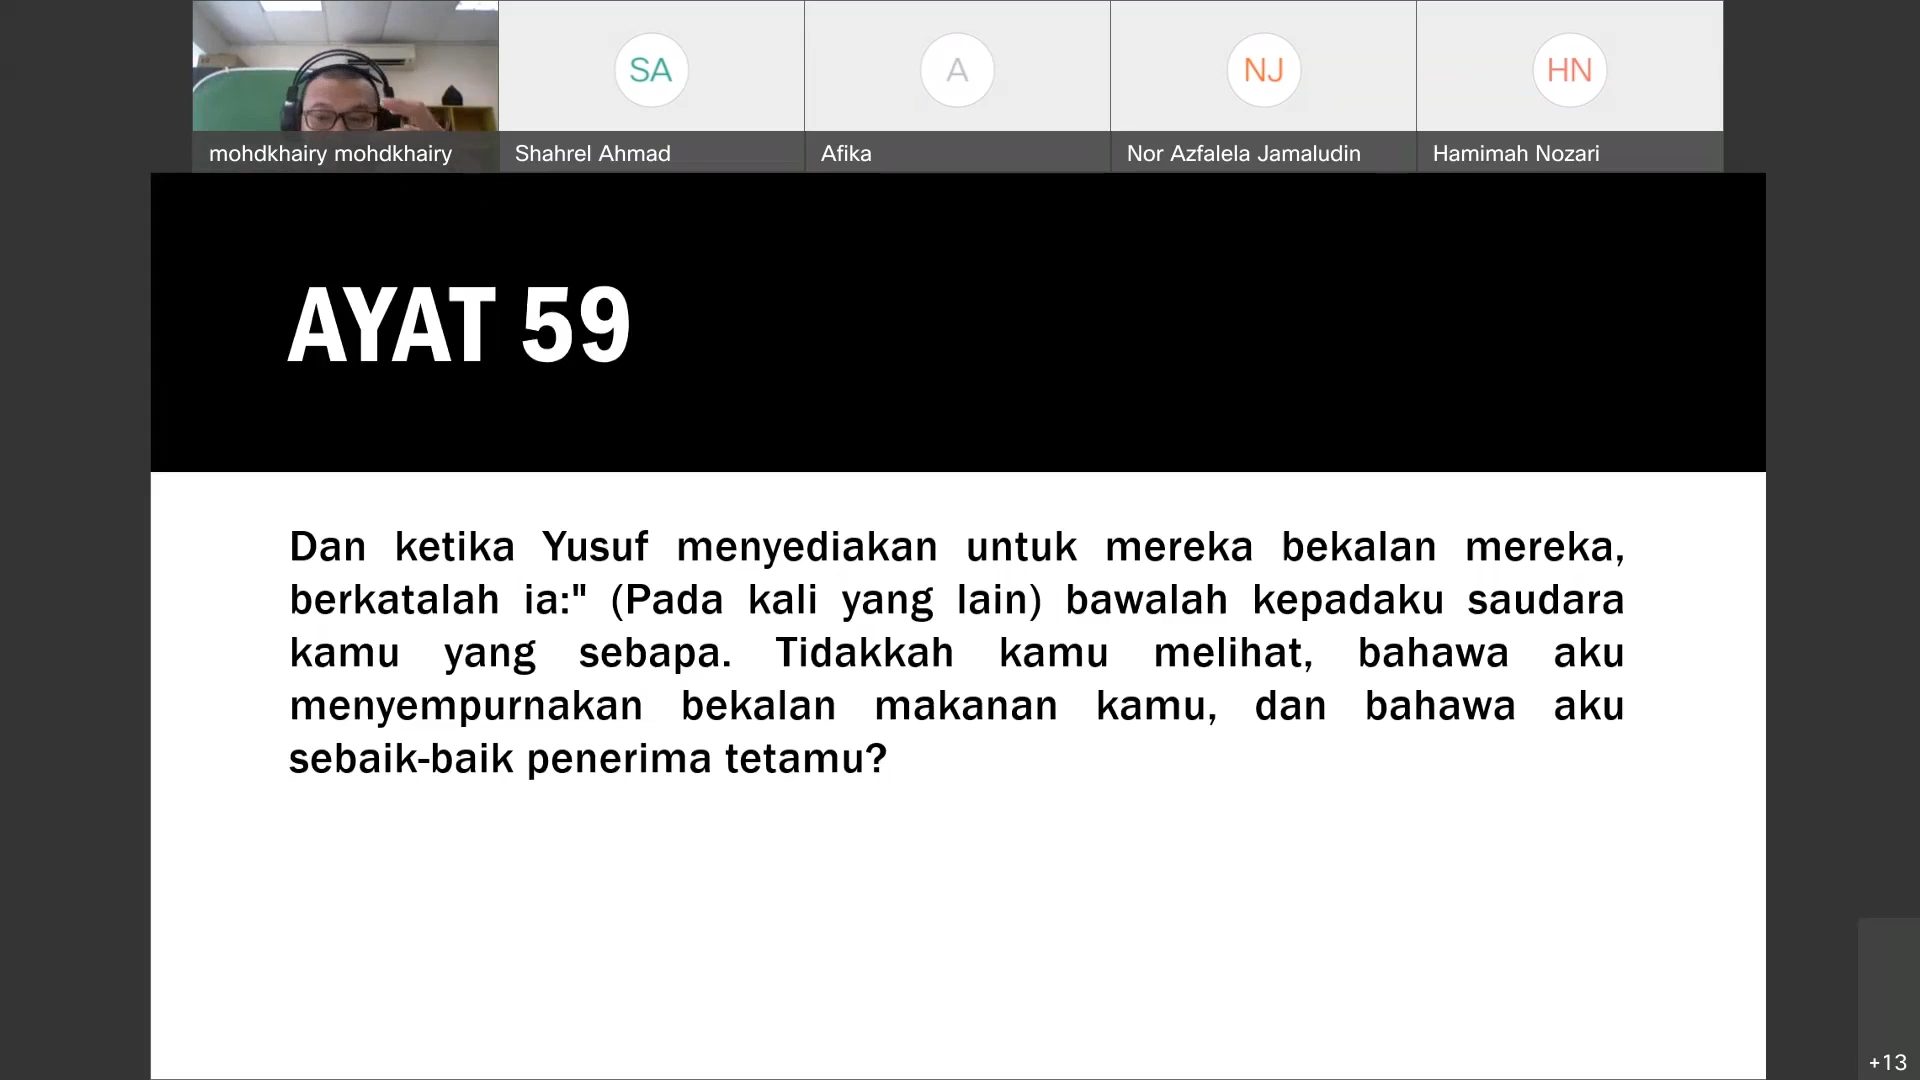 SA
A
NJ
HN
mohdkhairy mohdkhairy
Shahrel Ahmad
Afika
Nor Azfalela Jamaludin
Hamimah Nozari
AYAT 59
Dan ketika Yusuf menyediakan untuk mereka bekalan mereka,
berkatalah ia:" (Pada kali yang lain) bawalah kepadaku saudara
kamu yang sebapa. Tidakkah kamu melihat, bahawa aku
menyempurnakan bekalan makanan kamu, dan bahawa aku
sebaik-baik penerima tetamu?
+13